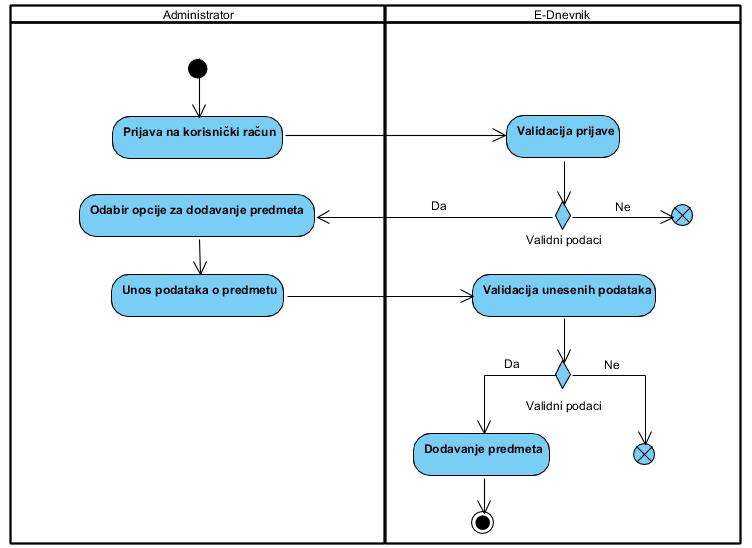 Administrator
E-Dnevnik
Prijava na korisnički račun
Validacija prijave
Odabir opcije za dodavanje predmeta
Da
Ne
Validni podaci
Unos podataka o predmetu
Validacija unesenih podataka
Da
Ne
Validni podaci
Dodavanje predmeta